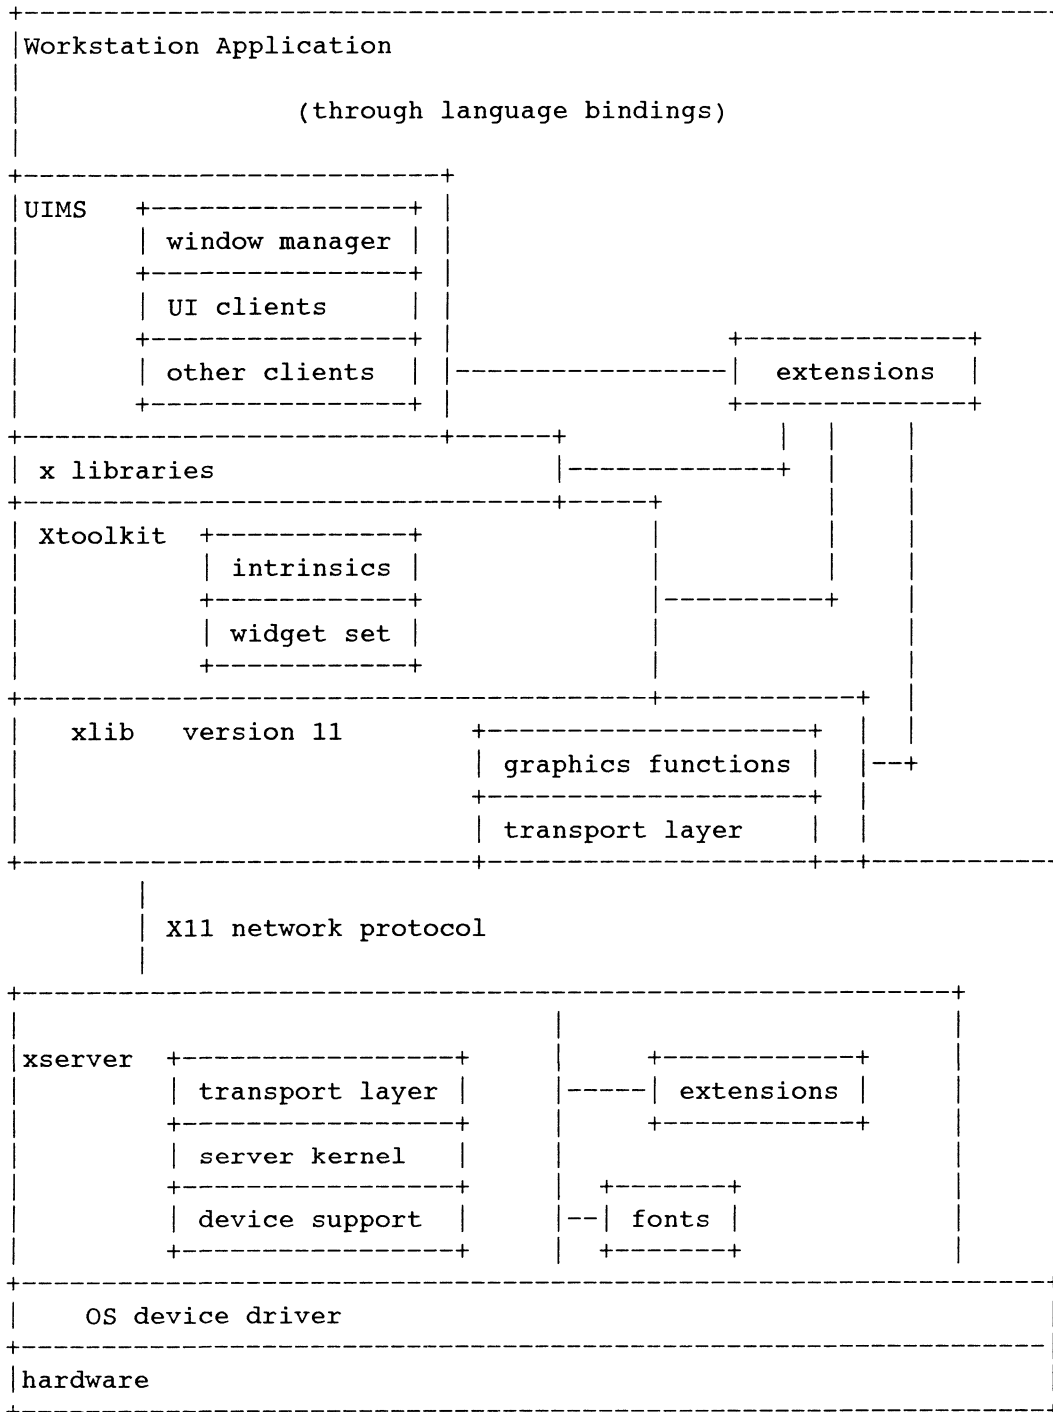 Workstation Application
(through language bindings)
UIMS
window manager
UI clients
other clients
extensions
x libraries
Xtoolkit
intrinsics
widget set
xlib version 11
graphics functions
transport layer
X11 network protocol
xserver
transport layer
extensions
server kernel
device support
fonts
OS device driver
hardware